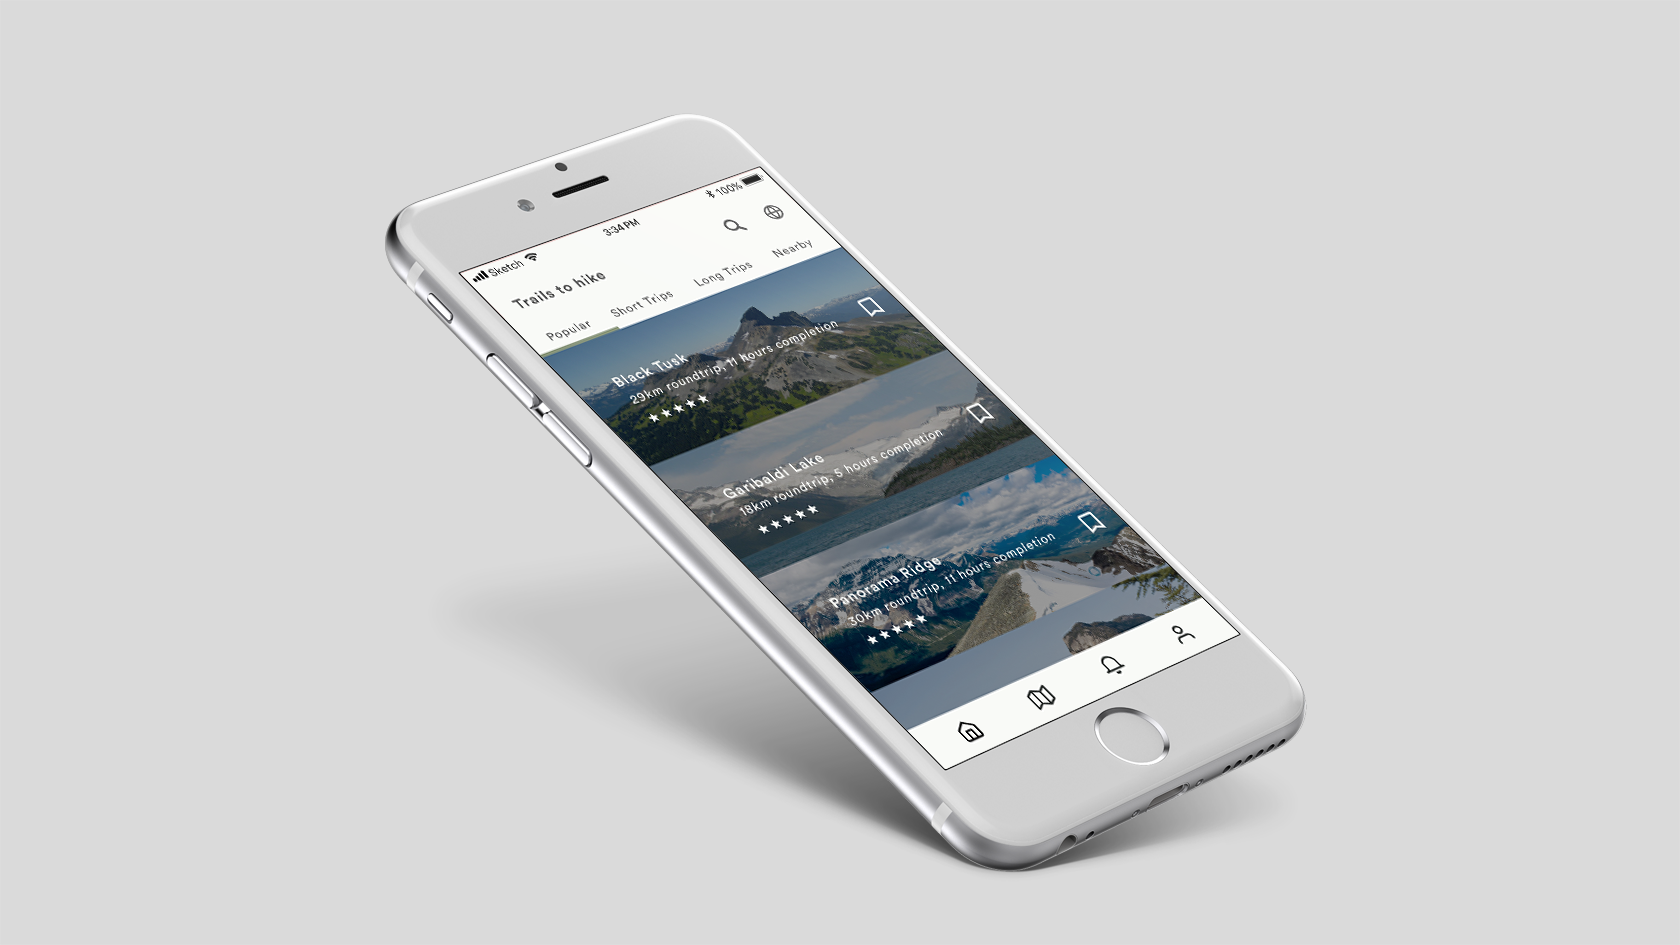 Sketch 3:34 PM 100%
Trails to hike
Popular Short Trips Long Trips Nearby
Black Tusk
29km roundtrip, 11 hours completion
Garibaldi Lake
18km roundtrip, 5 hours completion
Panorama Ridge
30km roundtrip, 11 hours completion